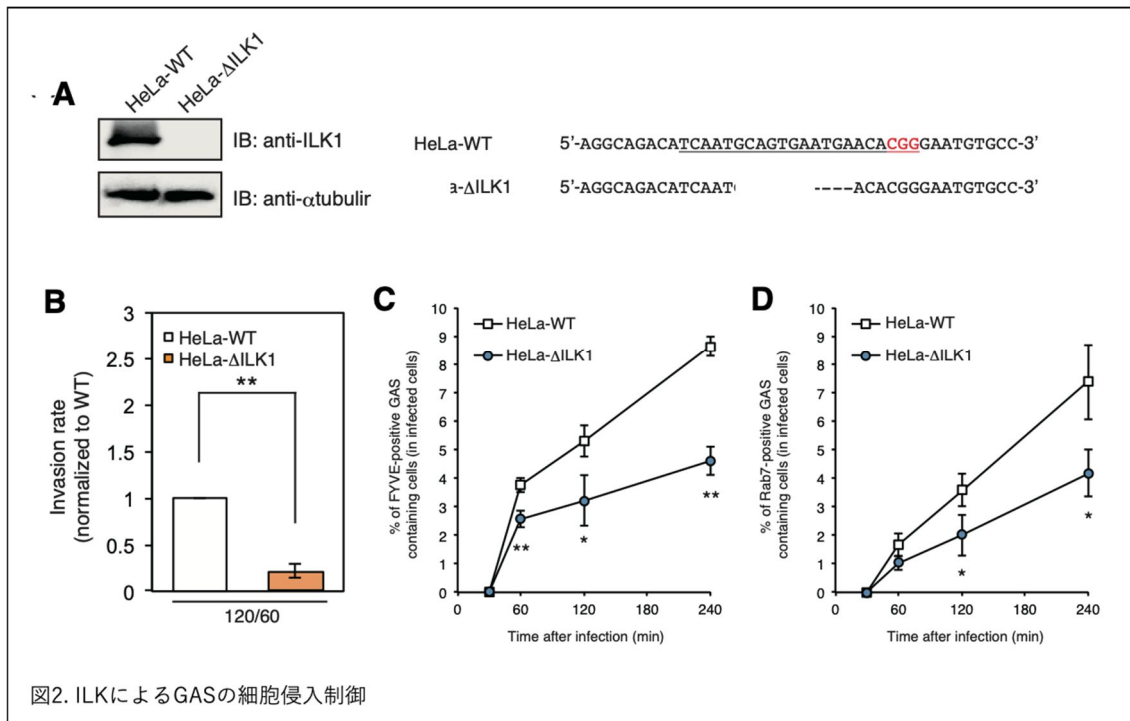 A
HeLa-WT
HeLa-ΔILK1
IB: anti-ILK1
IB: anti-αtubulir
HeLa-WT 5'-AGGCAGACATCAATGCAGTGAATGAACACGGGAATGTGCC-3'
a-ΔILK1 5'-AGGCAGACATCAAT ----ACACGGGAATGTGCC-3'
B
Invasion rate
(normalized to WT)
3
2.5
2
1.5
1
0.5
0
HeLa-WT
HeLa-ΔILK1
**
120/60
C
% of FYVE-positive GAS
containing cells (in infected cells)
10
9
8
7
6
5
4
3
2
1
0
HeLa-WT
HeLa-ΔILK1
**
*
**
0 60 120 180 240
Time after infection (min)
D
% of Rab7-positive GAS
containing cells (in infected cells)
10
9
8
7
6
5
4
3
2
1
0
HeLa-WT
HeLa-ΔILK1
*
*
0 60 120 180 240
Time after infection (min)
図2. ILKによるGASの細胞侵入制御